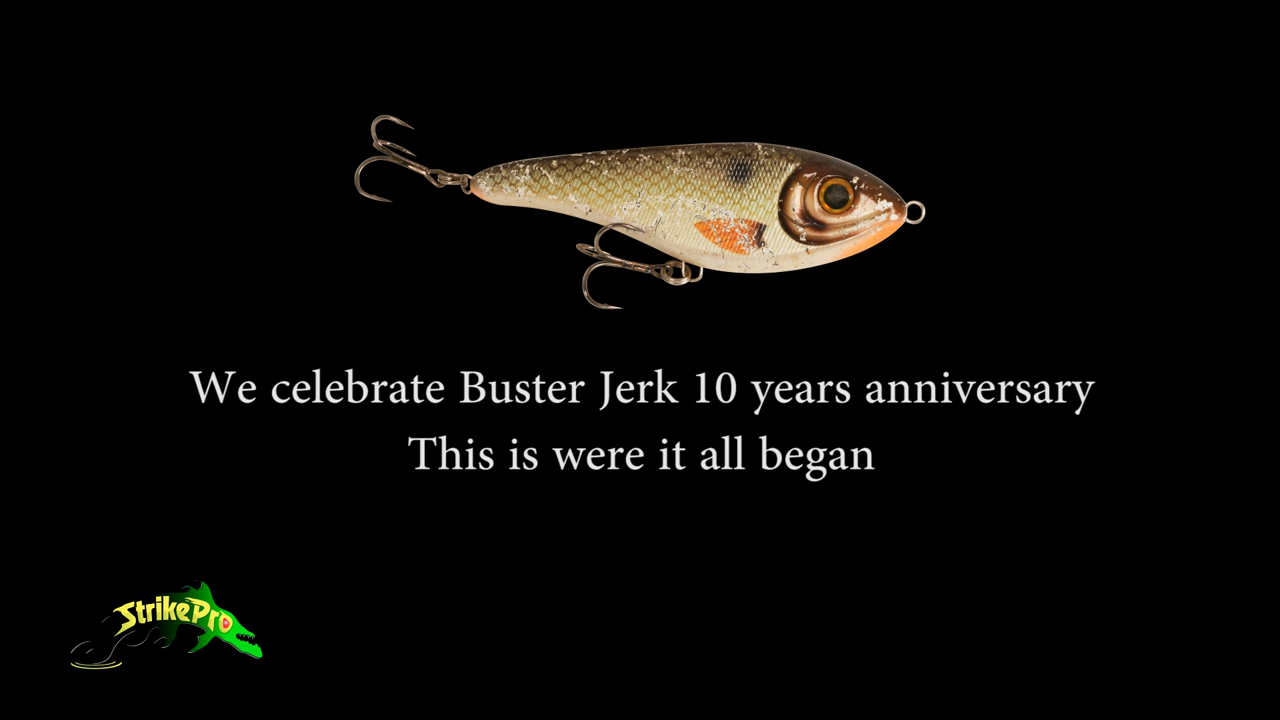 We celebrate Buster Jerk 10 years anniversary
This is were it all began
StrikePro